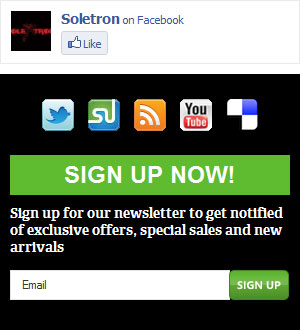 Soletron on Facebook
Like
You
Tube
SIGN UP NOW!
Sign up for our newsletter to get notified
of exclusive offers, special sales and new
arrivals
Email
SIGN UP